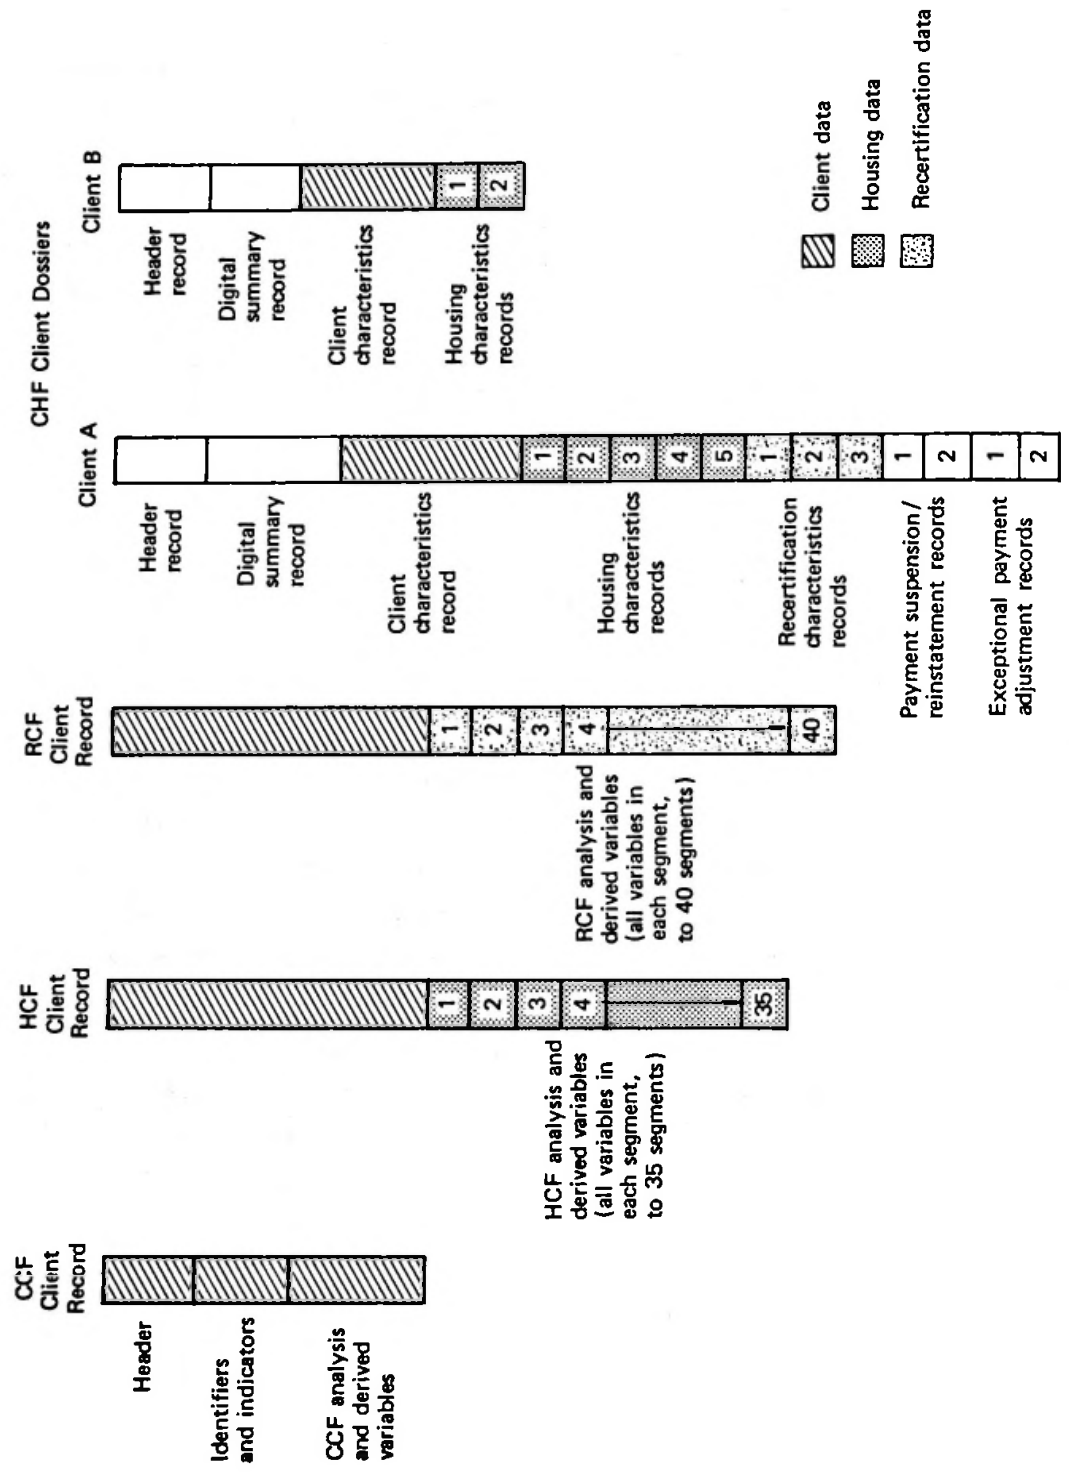 CCF
Client
Record
Header
Identifiers
and indicators
CCF analysis
and derived
variables
HCF
Client
Record
1
2
3
4
35
HCF analysis and
derived variables
(all variables in
each segment,
to 35 segments)
RCF
Client
Record
1
2
3
4
40
RCF analysis and
derived variables
(all variables in
each segment,
to 40 segments)
CHF Client Dossiers
Client A
Header
record
Digital
summary
record
Client
characteristics
record
Housing
characteristics
records
Recertification
characteristics
records
Payment suspension/
reinstatement records
Exceptional payment
adjustment records
1
2
3
4
5
1
2
3
1
2
1
2
Client B
Header
record
Digital
summary
record
Client
characteristics
record
Housing
characteristics
records
1
2
Client data
Housing data
Recertification data